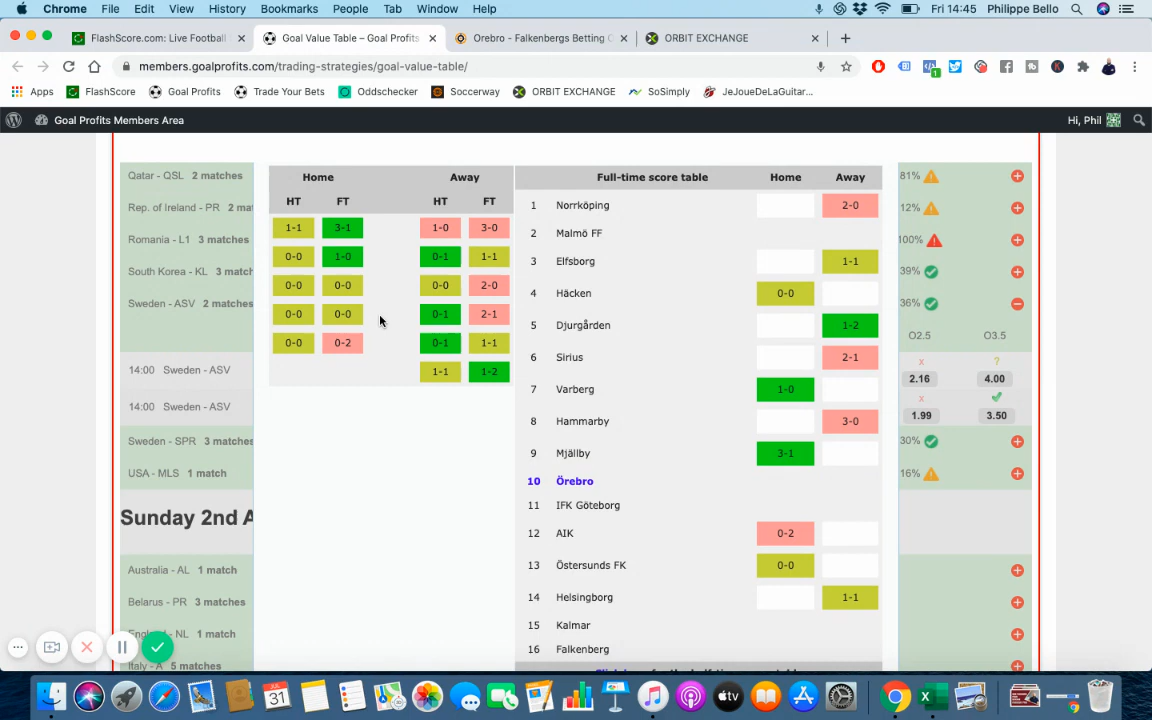 Chrome File Edit View History Bookmarks People Tab Window Help Fri 14:45 Philippe Bello
FlashScore.com: Live Football Goal Value Table – Goal Profits Orebro - Falkenbergs Betting O ORBIT EXCHANGE
members.goalprofits.com/trading-strategies/goal-value-table/
Apps FlashScore Goal Profits Trade Your Bets Oddschecker Soccerway ORBIT EXCHANGE SoSimply JeJoueDeLaGuitar...
Goal Profits Members Area Hi, Phil
Qatar - QSL 2 matches
Rep. of Ireland - PR 2 mat
Romania - L1 3 matches
South Korea - KL 3 match
Sweden - ASV 2 matches
14:00 Sweden - ASV
14:00 Sweden - ASV
Sweden - SPR 3 matches
USA - MLS 1 match
Sunday 2nd A
Australia - AL 1 match
Belarus - PR 3 matches
England - NL 1 match
Italy - A 5 matches
Home Away
HT FT HT FT
1-1 3-1 1-0 3-0
0-0 1-0 0-1 1-1
0-0 0-0 0-0 2-0
0-0 0-0 0-1 2-1
0-0 0-2 0-1 1-1
1-1 1-2
Full-time score table Home Away
1 Norrköping 2-0
2 Malmö FF
3 Elfsborg 1-1
4 Häcken 0-0
5 Djurgården 1-2
6 Sirius 2-1
7 Varberg 1-0
8 Hammarby 3-0
9 Mjällby 3-1
10 Örebro
11 IFK Göteborg
12 AIK 0-2
13 Östersunds FK 0-0
14 Helsingborg 1-1
15 Kalmar
16 Falkenberg
81%
12%
100%
39%
36%
O2.5 O3.5
x ?
2.16 4.00
x
1.99 3.50
30%
16%
JUL
31
tv